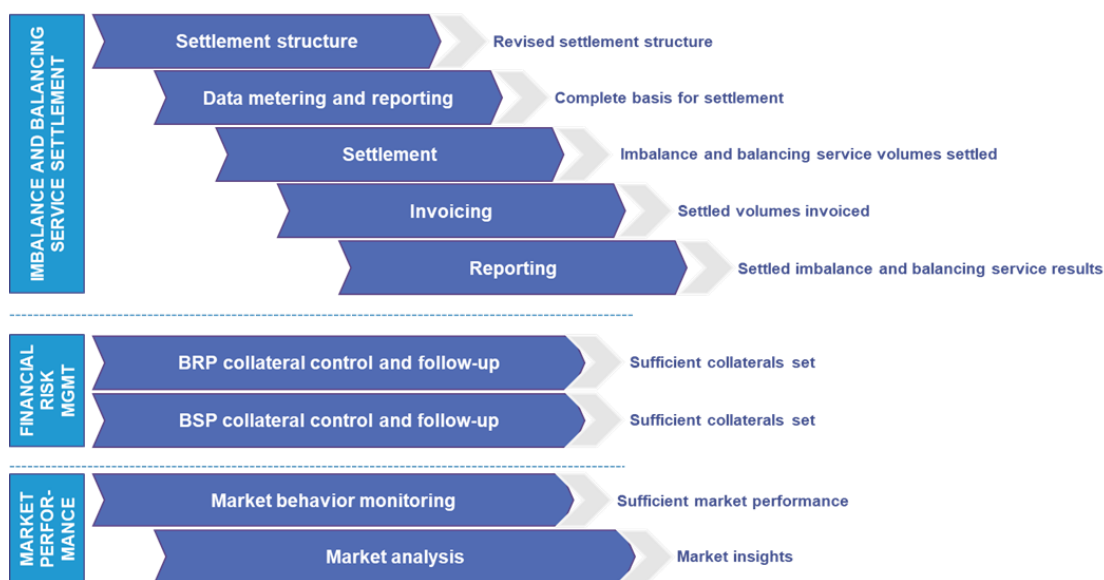 IMBALANCE AND BALANCING
SERVICE SETTLEMENT
Settlement structure
Revised settlement structure
Data metering and reporting
Complete basis for settlement
Settlement
Imbalance and balancing service volumes settled
Invoicing
Settled volumes invoiced
Reporting
Settled imbalance and balancing service results
FINANCIAL
RISK
MGMT
BRP collateral control and follow-up
Sufficient collaterals set
BSP collateral control and follow-up
Sufficient collaterals set
MARKET
PERFOR-
MANCE
Market behavior monitoring
Sufficient market performance
Market analysis
Market insights